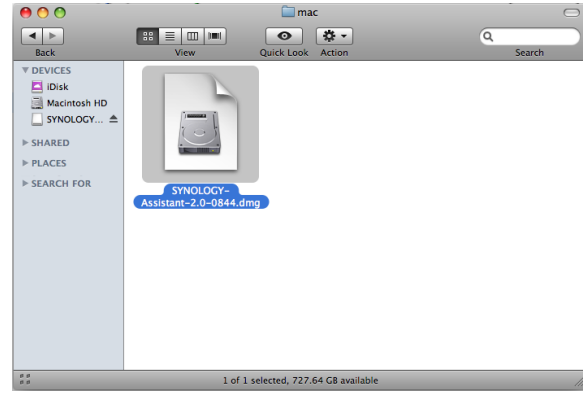 mac
Back
View
Quick Look
Action
Search
DEVICES
iDisk
Macintosh HD
SYNOLOGY...
SHARED
PLACES
SEARCH FOR
SYNOLOGY-
Assistant-2.0-0844.dmg
1 of 1 selected, 727.64 GB available